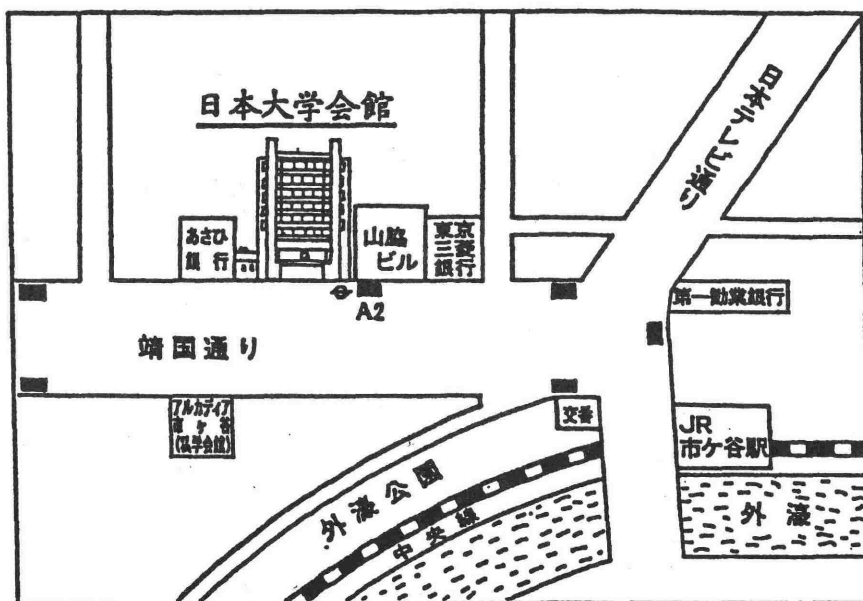 日本大学会館
日本テレビ通り
あさひ
銀行
山脇
ビル
東京
三菱
銀行
A2
第一勧業銀行
靖国通り
アルカディア
市ヶ谷
(私学会館)
交番
JR
市ケ谷駅
外濠公園
中央線
外濠